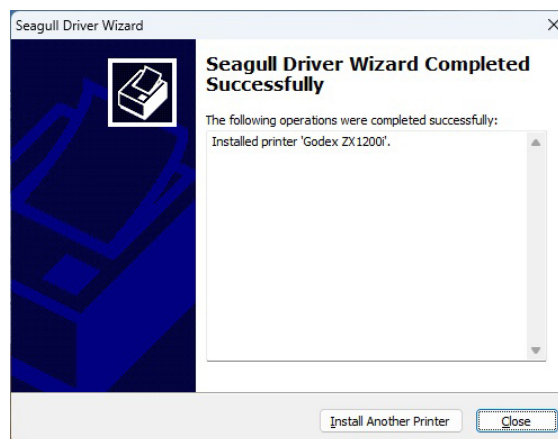 Seagull Driver Wizard
Seagull Driver Wizard Completed
Successfully
The following operations were completed successfully:
Installed printer 'Godex ZX1200i'.
Install Another Printer
Close